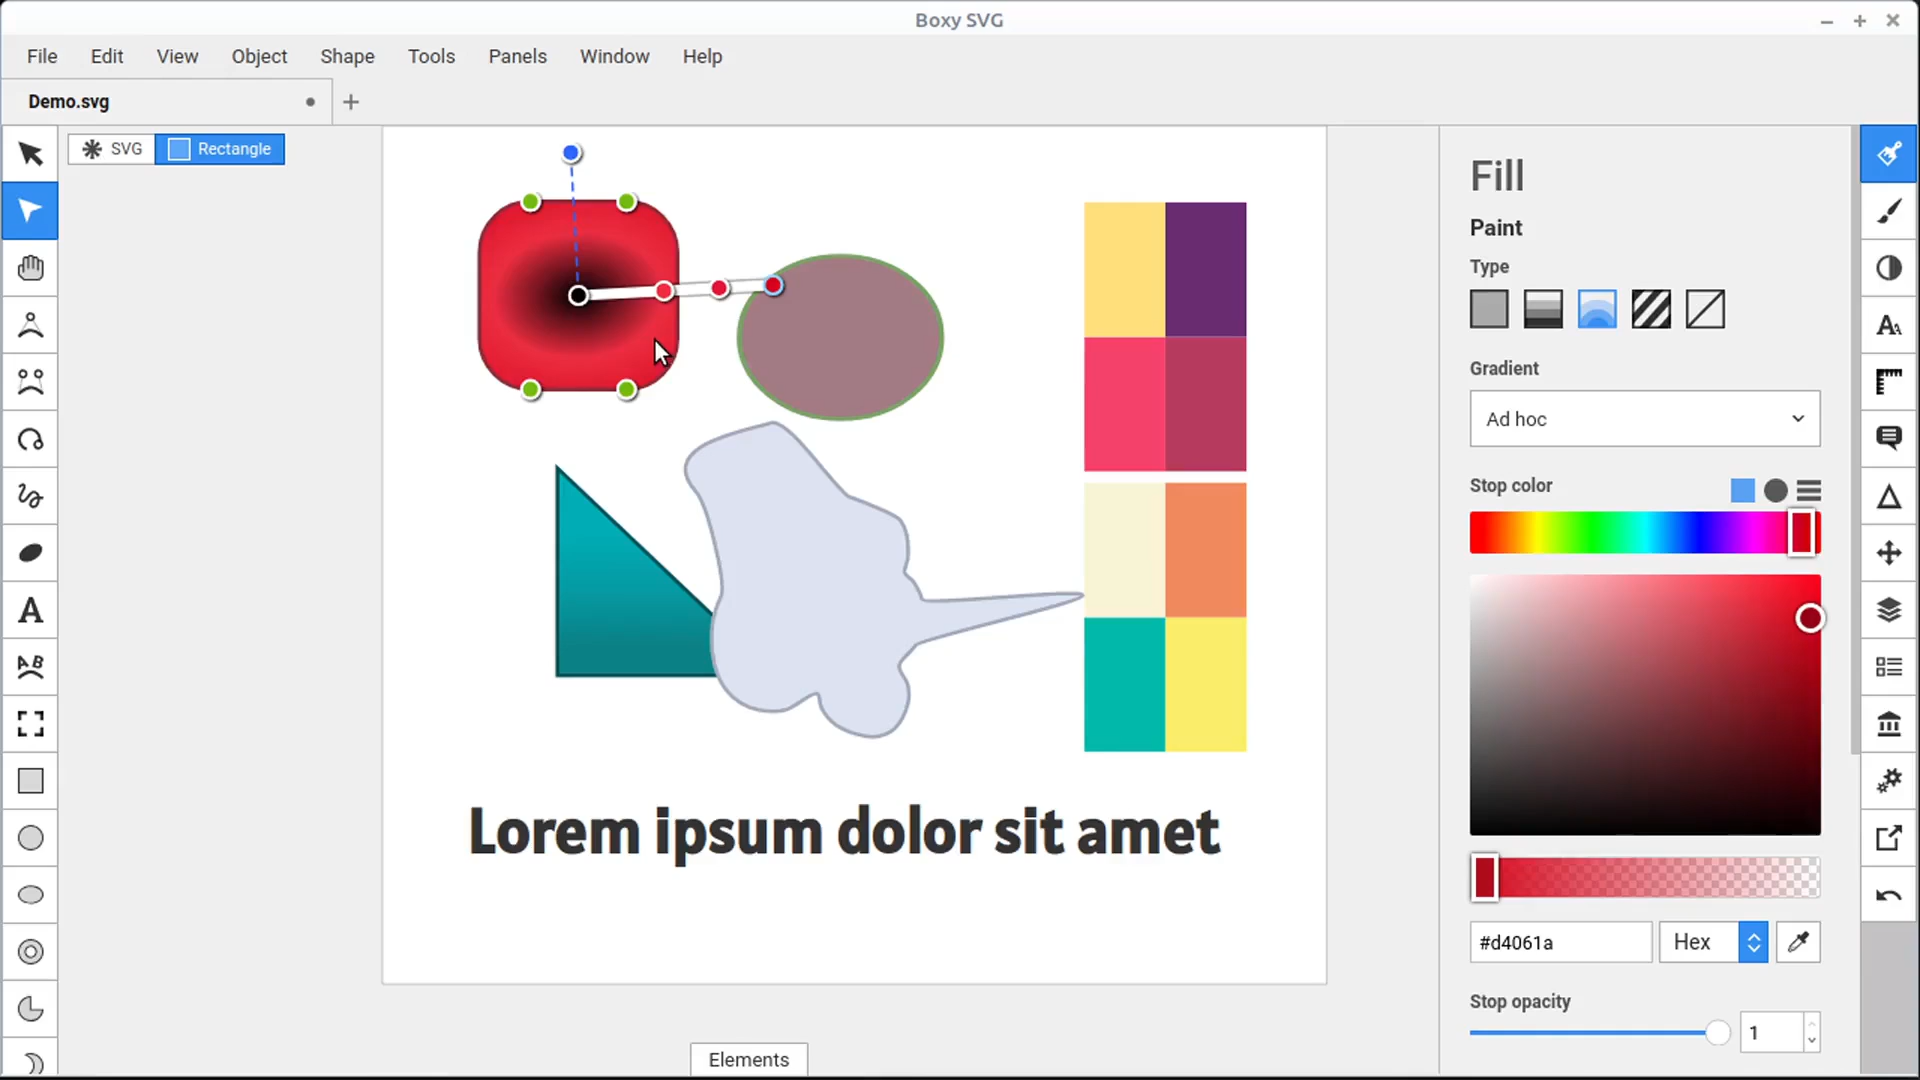 Boxy SVG
File Edit View Object Shape Tools Panels Window Help
Demo.svg
SVG Rectangle
Fill
Paint
Type
Gradient
Ad hoc
Stop color
#d4061a Hex
Stop opacity
1
Lorem ipsum dolor sit amet
Elements